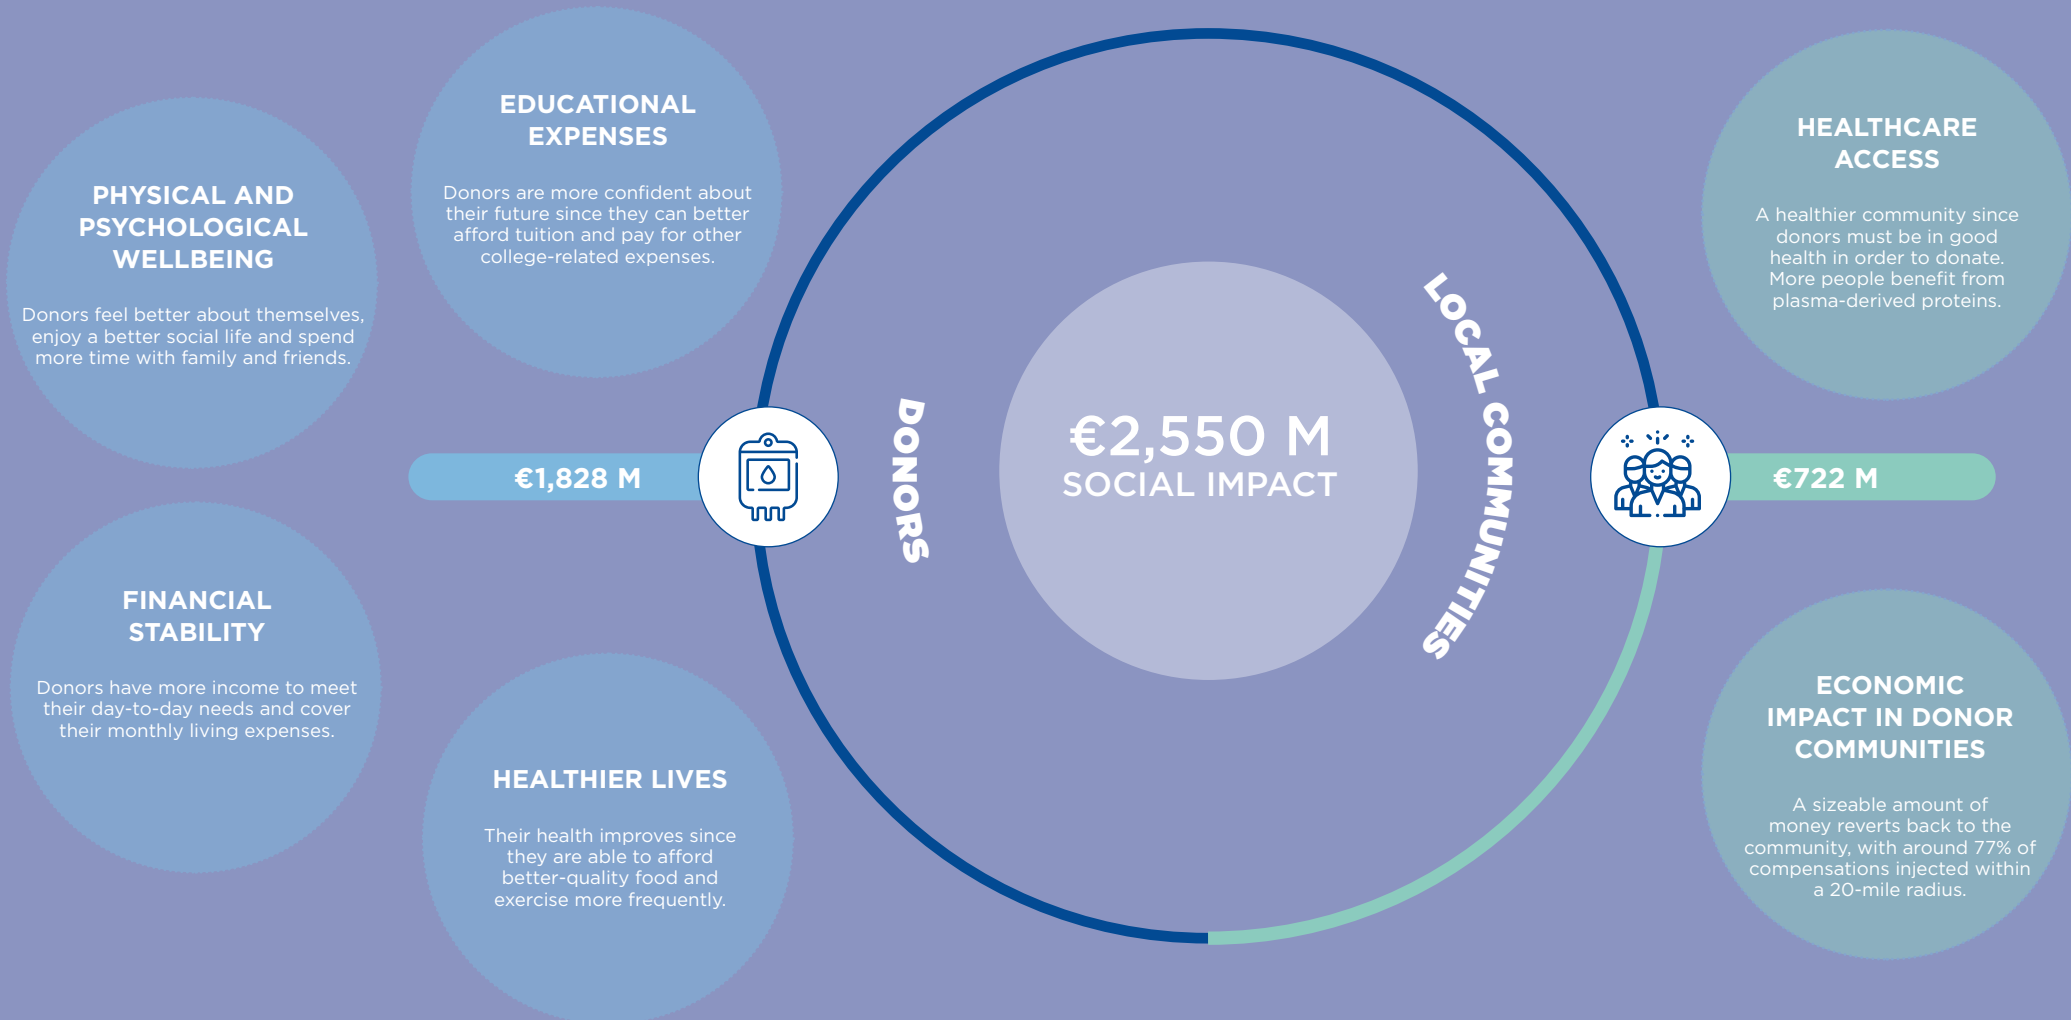 PHYSICAL AND
PSYCHOLOGICAL
WELLBEING
Donors feel better about themselves,
enjoy a better social life and spend
more time with family and friends.
EDUCATIONAL
EXPENSES
Donors are more confident about
their future since they can better
afford tuition and pay for other
college-related expenses.
€1,828 M
FINANCIAL
STABILITY
Donors have more income to meet
their day-to-day needs and cover
their monthly living expenses.
HEALTHIER LIVES
Their health improves since
they are able to afford
better-quality food and
exercise more frequently.
DONORS
€2,550 M
SOCIAL IMPACT
LOCAL COMMUNITIES
HEALTHCARE
ACCESS
A healthier community since
donors must be in good
health in order to donate.
More people benefit from
plasma-derived proteins.
€722 M
ECONOMIC
IMPACT IN DONOR
COMMUNITIES
A sizeable amount of
money reverts back to the
community, with around 77% of
compensations injected within
a 20-mile radius.